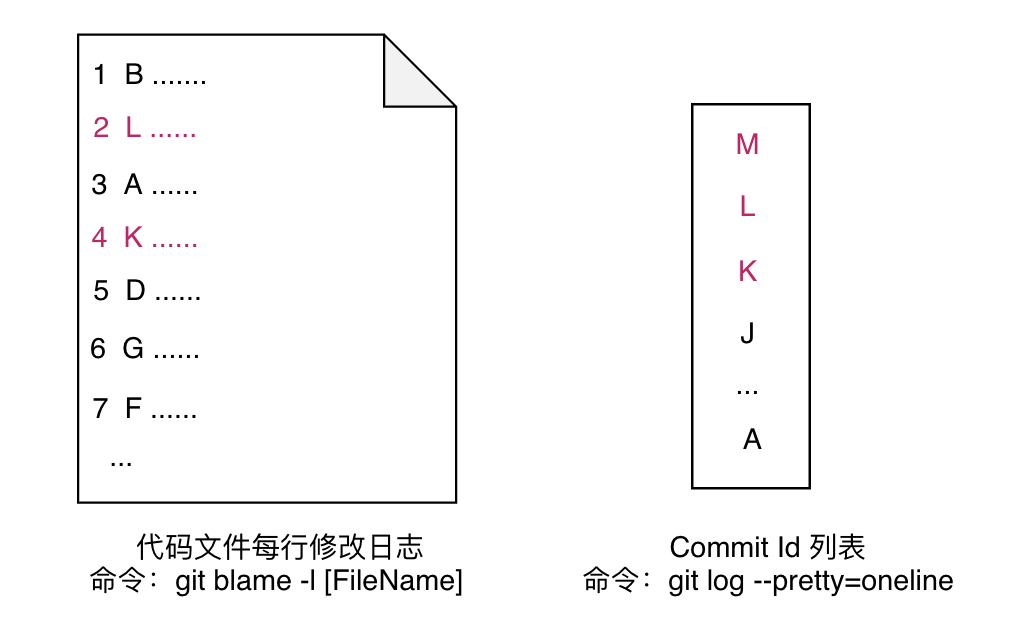 1 B .......
2 L ......
3 A ......
4 K ......
5 D ......
6 G ......
7 F ......
...
代码文件每行修改日志
命令：git blame -l [FileName]
M
L
K
J
...
A
Commit Id 列表
命令：git log --pretty=oneline